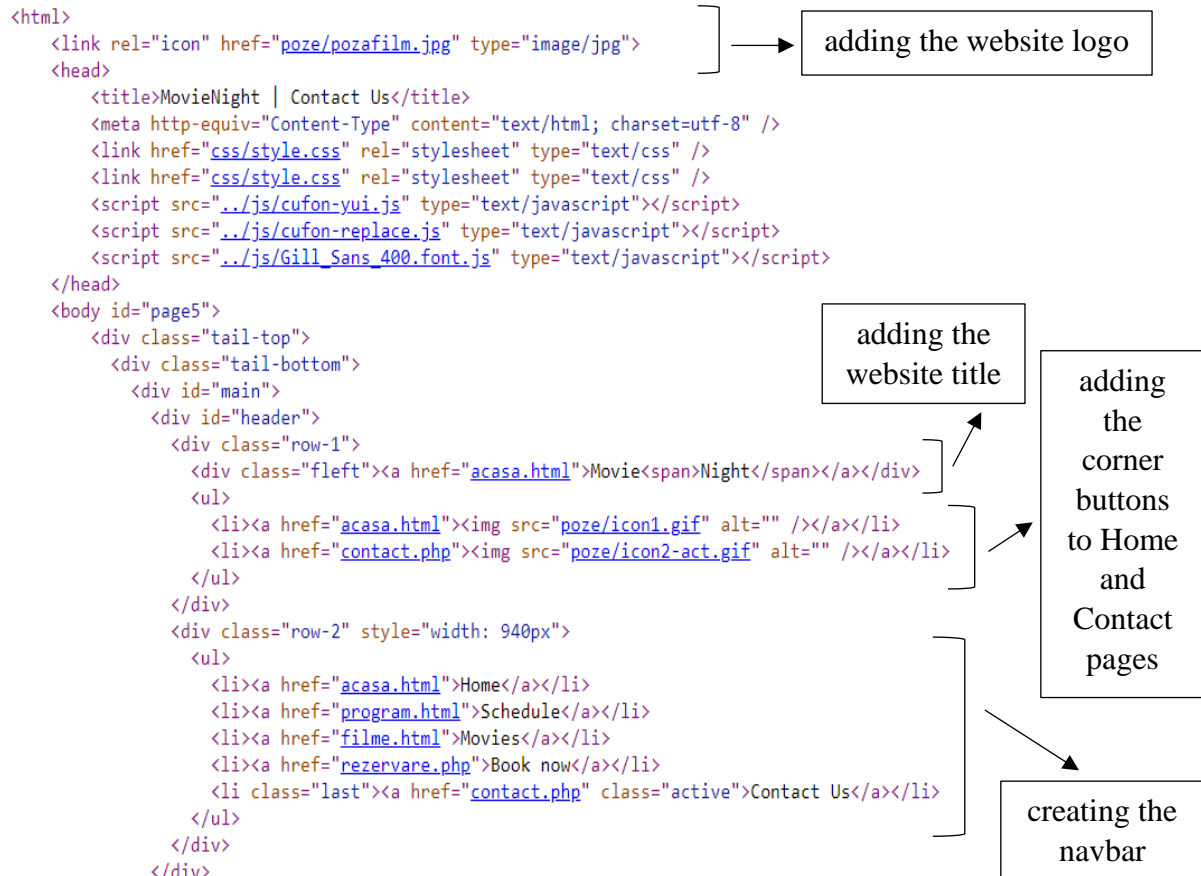 <html>
<link rel="icon" href="poze/pozafilm.jpg" type="image/jpg">
adding the website logo
<head>
<title>MovieNight | Contact Us</title>
<meta http-equiv="Content-Type" content="text/html; charset=utf-8" />
<link href="css/style.css" rel="stylesheet" type="text/css" />
<link href="css/style.css" rel="stylesheet" type="text/css" />
<script src="../js/cufon-yui.js" type="text/javascript"></script>
<script src="../js/cufon-replace.js" type="text/javascript"></script>
<script src="../js/Gill_Sans_400.font.js" type="text/javascript"></script>
</head>
<body id="page5">
<div class="tail-top">
<div class="tail-bottom">
<div id="main">
<div id="header">
<div class="row-1">
<div class="fleft"><a href="acasa.html">Movie<span>Night</span></a></div>
adding the
website title
<ul>
<li><a href="acasa.html"><img src="poze/icon1.gif" alt="" /></a></li>
<li><a href="contact.php"><img src="poze/icon2-act.gif" alt="" /></a></li>
</ul>
adding
the
corner
buttons
to Home
and
Contact
pages
</div>
<div class="row-2" style="width: 940px">
<ul>
<li><a href="acasa.html">Home</a></li>
<li><a href="program.html">Schedule</a></li>
<li><a href="filme.html">Movies</a></li>
<li><a href="rezervare.php">Book now</a></li>
<li class="last"><a href="contact.php" class="active">Contact Us</a></li>
</ul>
</div>
</div>
creating the
navbar